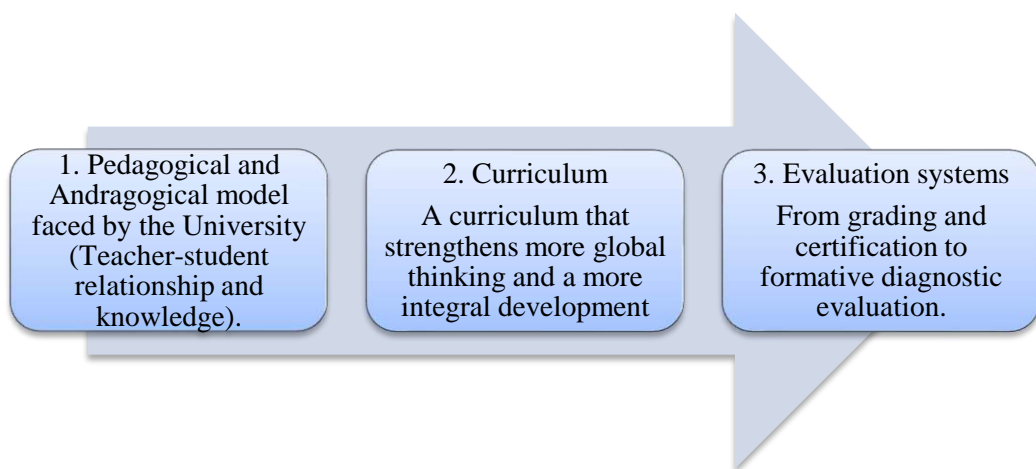 1. Pedagogical and
Andragogical model
faced by the University
(Teacher-student
relationship and
knowledge).
2. Curriculum
A curriculum that
strengthens more global
thinking and a more
integral development
3. Evaluation systems
From grading and
certification to
formative diagnostic
evaluation.